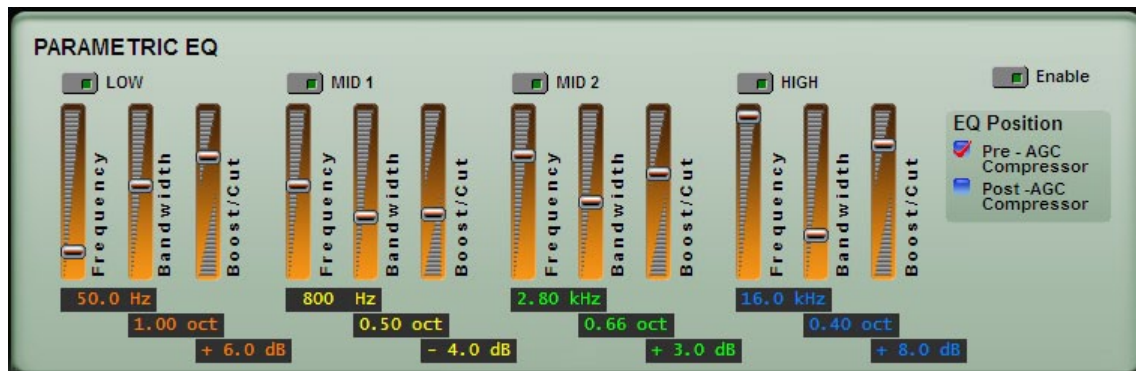 PARAMETRIC EQ
LOW
MID 1
MID 2
HIGH
Enable
Frequency
Bandwidth
Boost/Cut
Frequency
Bandwidth
Boost/Cut
Frequency
Bandwidth
Boost/Cut
Frequency
Bandwidth
Boost/Cut
EQ Position
Pre - AGC
Compressor
Post -AGC
Compressor
50.0 Hz
800 Hz
2.80 kHz
16.0 kHz
1.00 oct
0.50 oct
0.66 oct
0.40 oct
+ 6.0 dB
- 4.0 dB
+ 3.0 dB
+ 8.0 dB